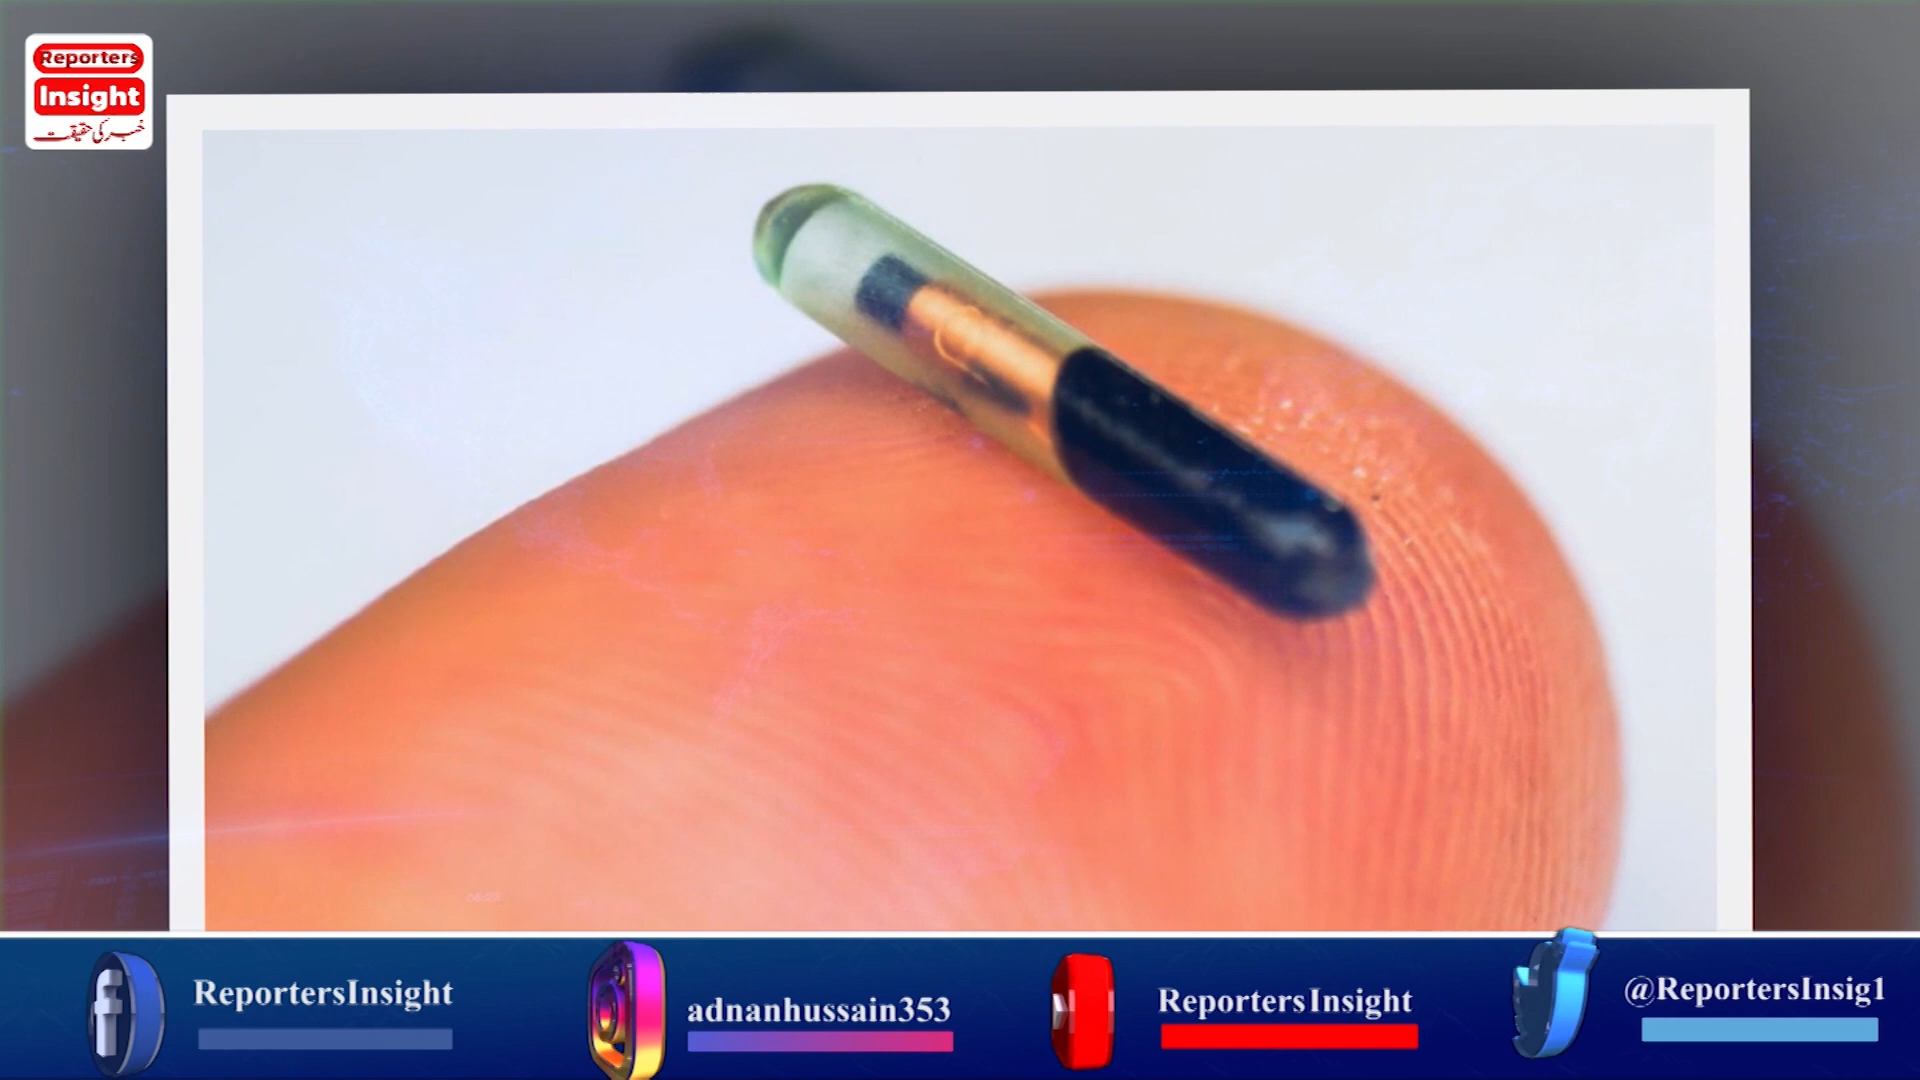 Reporters
Insight
خبر کی حقیقت
ReportersInsight
adnanhussain353
ReportersInsight
@ReportersInsig1